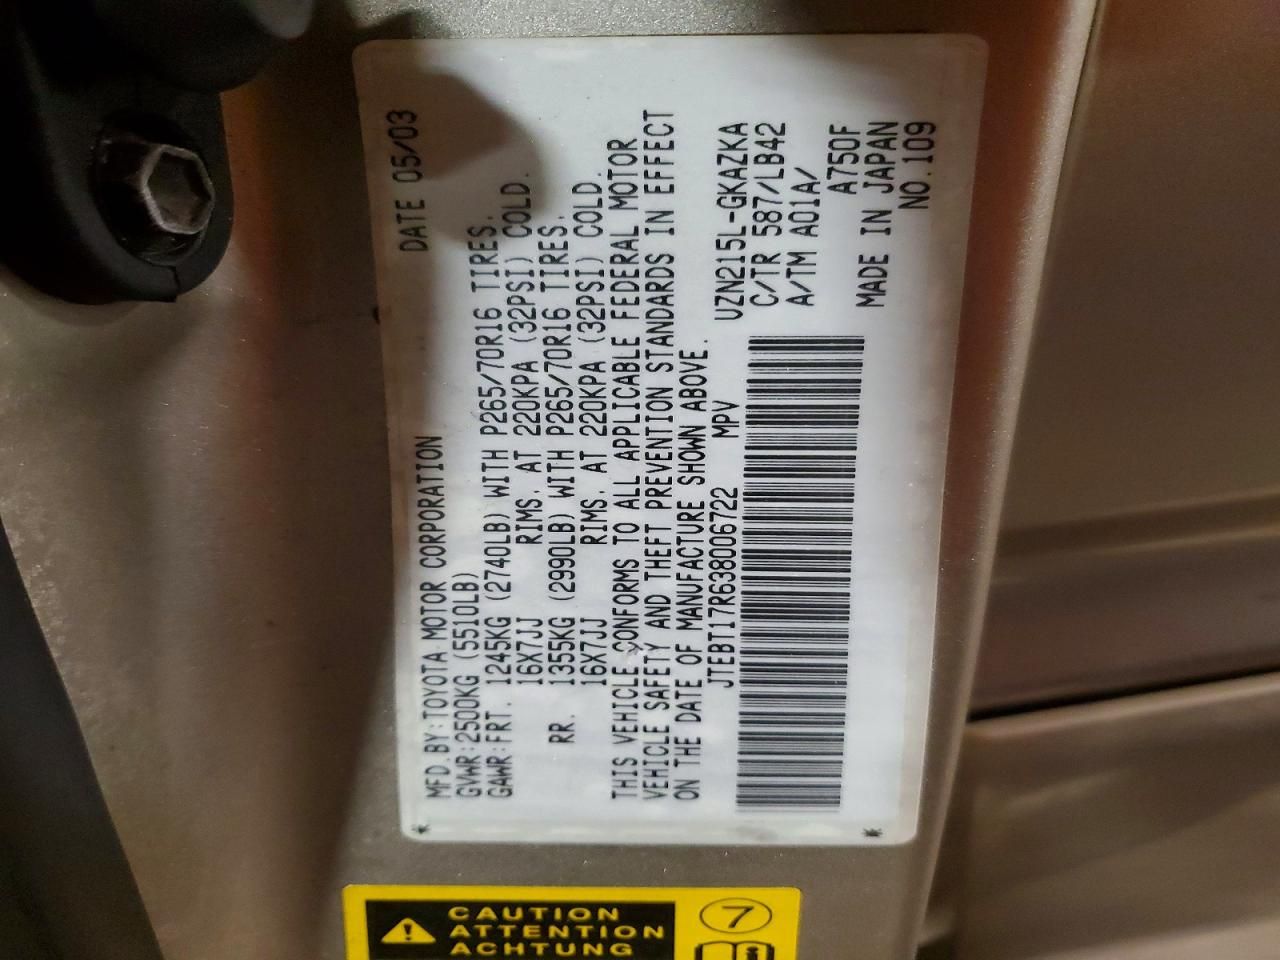 MFD.BY:TOYOTA MOTOR CORPORATION DATE 05/03
GVWR:2500KG (5510LB)
GAWR:FRT. 1245KG (2740LB) WITH P265/70R16 TIRES.
16X7JJ RIMS, AT 220KPA (32PSI) COLD.
RR. 1355KG (2990LB) WITH P265/70R16 TIRES.
16X7JJ RIMS, AT 220KPA (32PSI) COLD.
THIS VEHICLE CONFORMS TO ALL APPLICABLE FEDERAL MOTOR
VEHICLE SAFETY AND THEFT PREVENTION STANDARDS IN EFFECT
ON THE DATE OF MANUFACTURE SHOWN ABOVE.
JTEBT17R638006722 MPV UZN215L-GKAZKA
C/TR 587/LB42
A/TM A01A/
A750F
MADE IN JAPAN
NO.109
CAUTION
ATTENTION
ACHTUNG
7